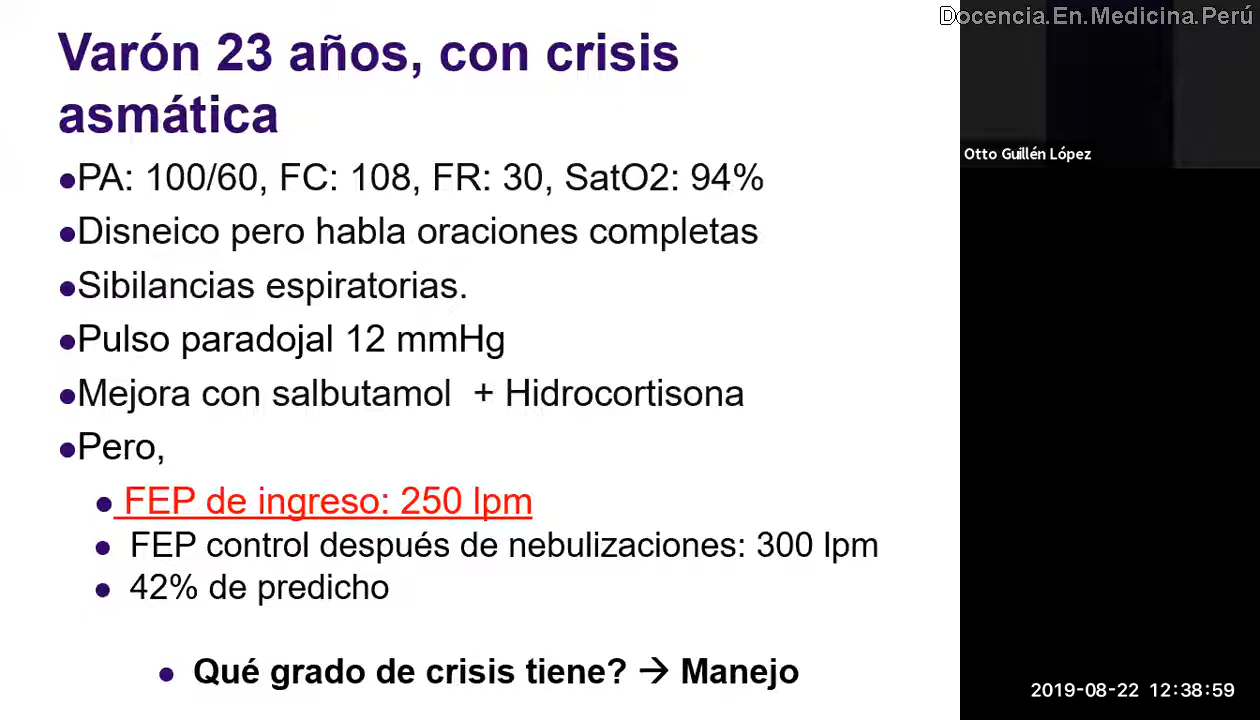 Docencia.En.Medicina.Perú
Varón 23 años, con crisis
asmática
●PA: 100/60, FC: 108, FR: 30, SatO2: 94%
●Disneico pero habla oraciones completas
●Sibilancias espiratorias.
●Pulso paradojal 12 mmHg
●Mejora con salbutamol + Hidrocortisona
●Pero,
● FEP de ingreso: 250 lpm
● FEP control después de nebulizaciones: 300 lpm
● 42% de predicho
● Qué grado de crisis tiene? → Manejo
Otto Guillén López
2019-08-22 12:38:59